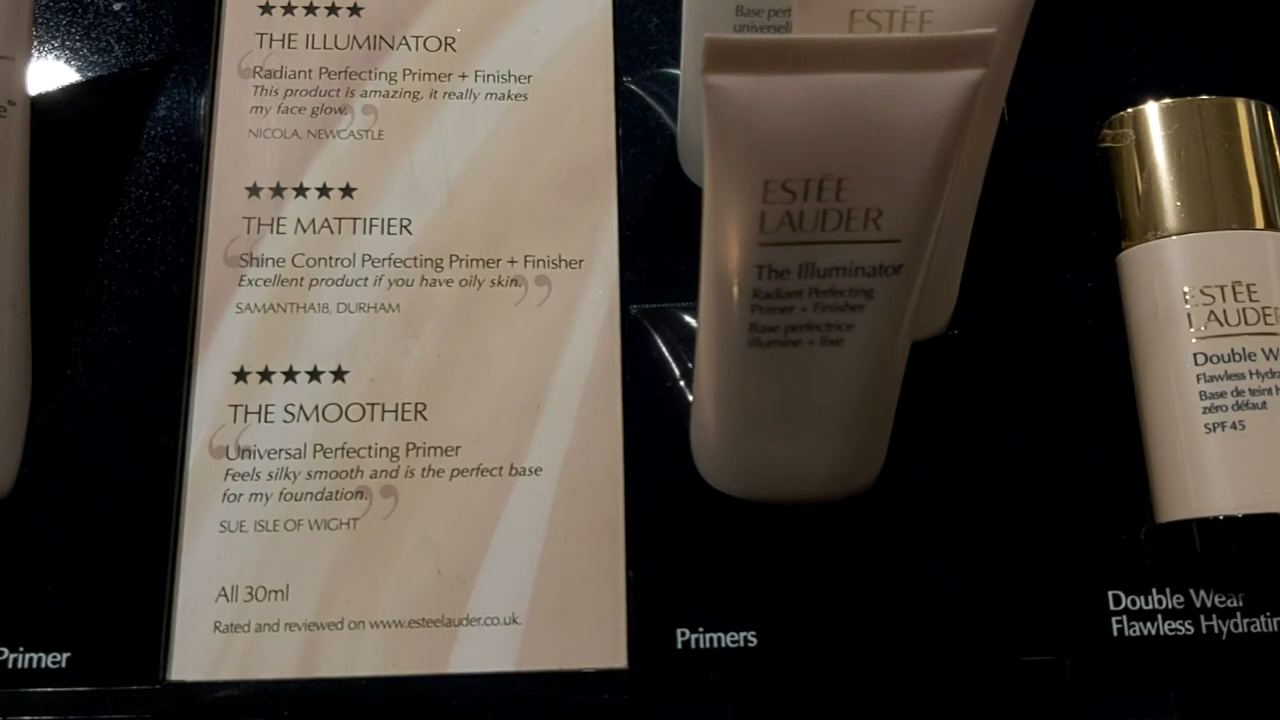 THE ILLUMINATOR
Radiant Perfecting Primer + Finisher
This product is amazing, it really makes
my face glow.
NICOLA, NEWCASTLE
THE MATTIFIER
Shine Control Perfecting Primer + Finisher
Excellent product if you have oily skin.
SAMANTHA18, DURHAM
THE SMOOTHER
Universal Perfecting Primer
Feels silky smooth and is the perfect base
for my foundation.
SUE, ISLE OF WIGHT
All 30ml
Rated and reviewed on www.esteelauder.co.uk.
Primer
Base perf
universell
ESTĒE
ESTĒE
LAUDER
The Illuminator
Radiant Perfecting
Primer + Finisher
Base perfectrice
illumine + fixe
Primers
ESTĒE
LAUDER
Double W
Flawless Hydra
Base de teint h
zéro défaut
SPF 45
Double Wear
Flawless Hydratin